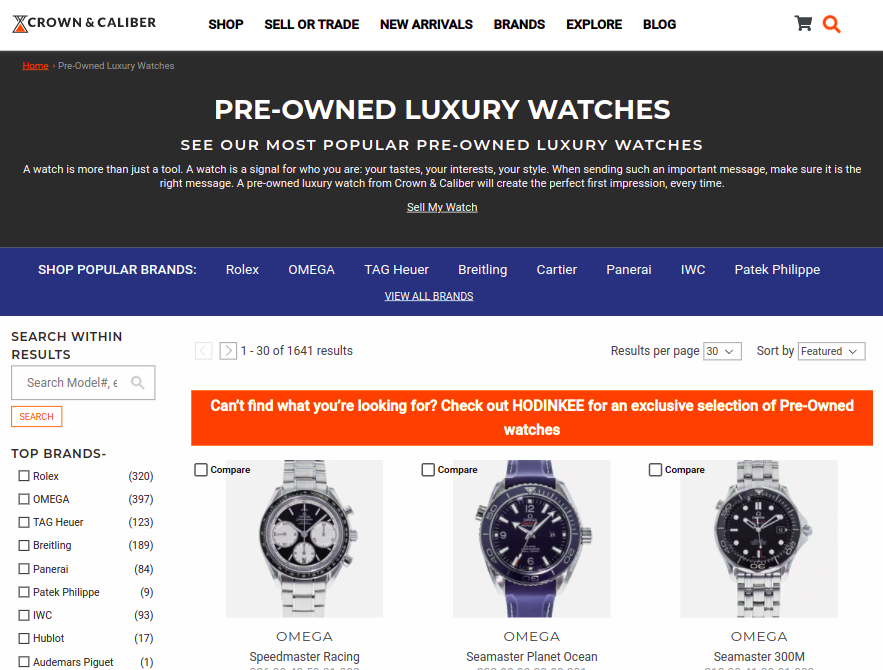 CROWN & CALIBER
SHOP SELL OR TRADE NEW ARRIVALS BRANDS EXPLORE BLOG
Home › Pre-Owned Luxury Watches
PRE-OWNED LUXURY WATCHES
SEE OUR MOST POPULAR PRE-OWNED LUXURY WATCHES
A watch is more than just a tool. A watch is a signal for who you are: your tastes, your interests, your style. When sending such an important message, make sure it is the
right message. A pre-owned luxury watch from Crown & Caliber will create the perfect first impression, every time.
Sell My Watch
SHOP POPULAR BRANDS: Rolex OMEGA TAG Heuer Breitling Cartier Panerai IWC Patek Philippe
VIEW ALL BRANDS
SEARCH WITHIN
RESULTS
Search Model#, e
SEARCH
TOP BRANDS-
Rolex (320)
OMEGA (397)
TAG Heuer (123)
Breitling (189)
Panerai (84)
Patek Philippe (9)
IWC (93)
Hublot (17)
Audemars Piguet (1)
1 - 30 of 1641 results
Results per page 30 Sort by Featured
Can't find what you're looking for? Check out HODINKEE for an exclusive selection of Pre-Owned
watches
Compare Compare Compare
OMEGA OMEGA OMEGA
Speedmaster Racing Seamaster Planet Ocean Seamaster 300M